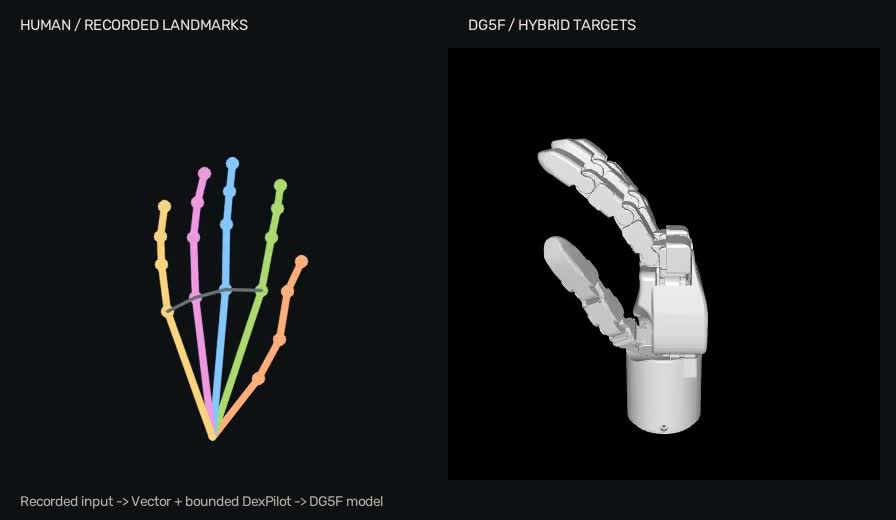 HUMAN / RECORDED LANDMARKS
DG5F / HYBRID TARGETS
Recorded input -> Vector + bounded DexPilot -> DG5F model